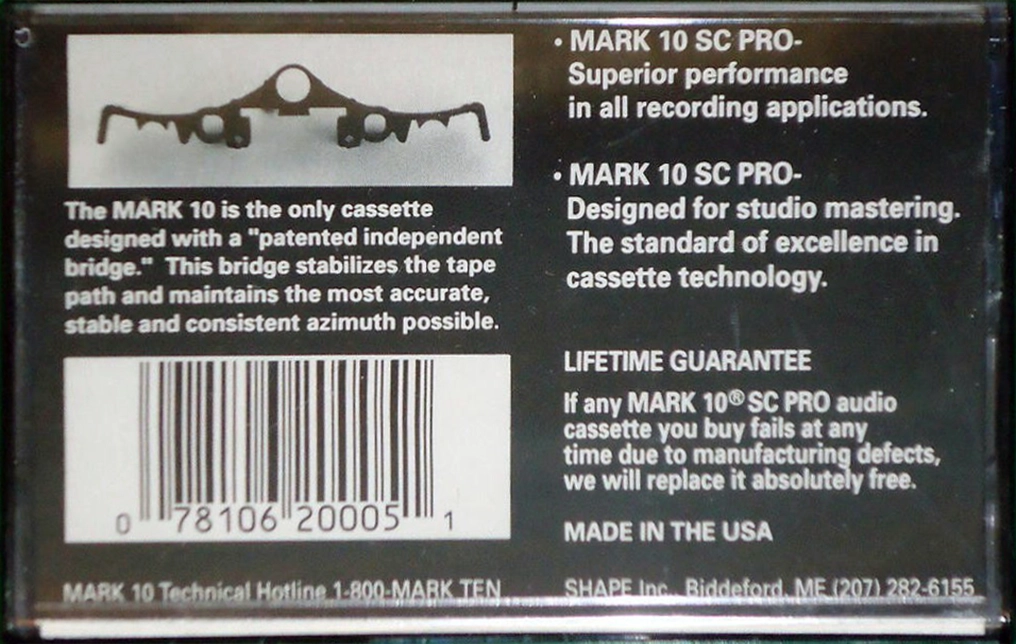 The MARK 10 is the only cassette
designed with a "patented independent
bridge." This bridge stabilizes the tape
path and maintains the most accurate,
stable and consistent azimuth possible.
0 78106 20005 1
MARK 10 Technical Hotline 1-800-MARK TEN
• MARK 10 SC PRO-
Superior performance
in all recording applications.
• MARK 10 SC PRO-
Designed for studio mastering.
The standard of excellence in
cassette technology.
LIFETIME GUARANTEE
If any MARK 10® SC PRO audio
cassette you buy fails at any
time due to manufacturing defects,
we will replace it absolutely free.
MADE IN THE USA
SHAPE Inc., Biddeford, ME (207) 282-6155